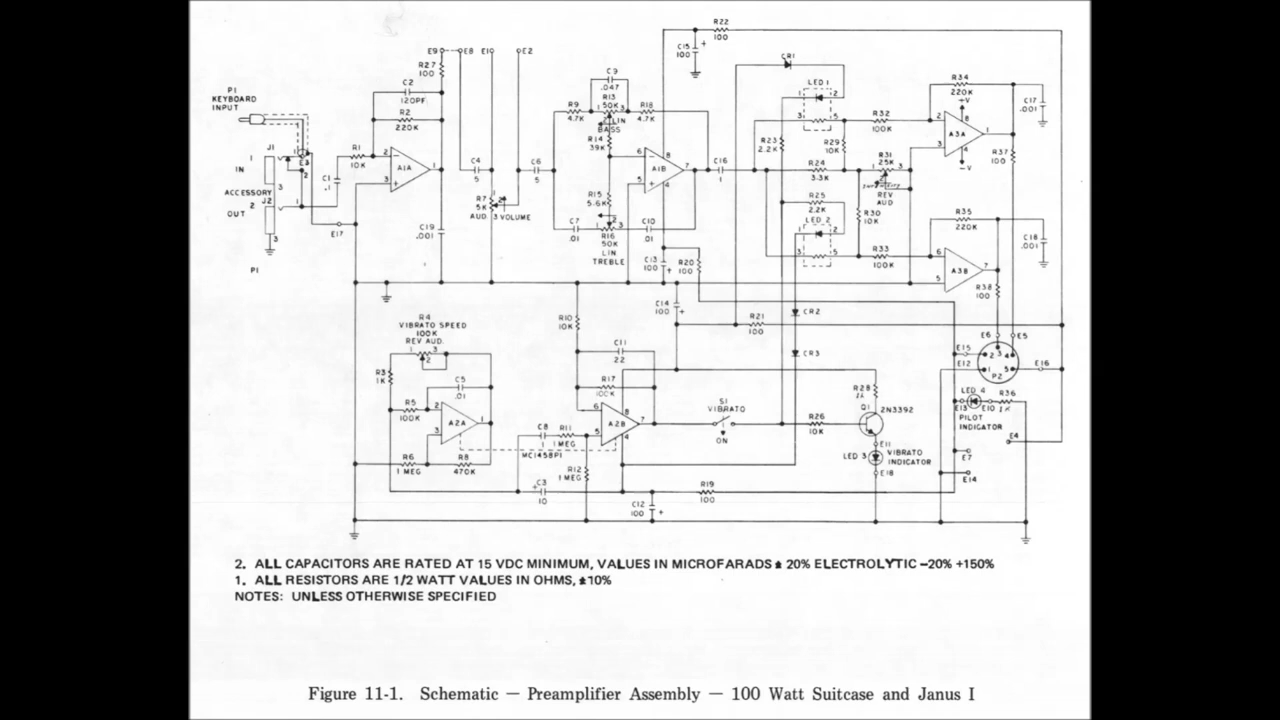 R22
100
C15 +
100
E9 E8 E10 E2
R27
100
CR1
C2
120PF
C9
.047
LED 1
R34
220K
P1
KEYBOARD
INPUT
R13
R9 1 50K 3 R18
4.7K 4.7K
LIN
BASS
R2
220K
C17
.001
+V
R32
100K
A3A
-V
R37
100
J1
E3
R1
10K
A1A
R14
39K
A1B
R23
2.2K
R29
10K
IN
C1
.1
C4
5
C6
5
C16
1
R24
3.3K
R31
25K
REV
AUD
ACCESSORY
OUT
J2
R7
5K
AUD. 3 VOLUME
R15
5.6K
R25
2.2K
LED 2
R30
10K
R35
220K
E17
C19
.001
C7
.01
R16
50K
LIN
TREBLE
C10
.01
R33
100K
A3B
C18
.001
P1
C13
100
R20
100
R38
100
C14
100
R10
10K
R21
100
CR2
R4
VIBRATO SPEED
100K
REV AUD.
C11
22
CR3
E6 E5
E15
E12
P2
E16
R3
1K
C5
.01
R17
100K
R28
LED 4
R36
1K
R5
100K
A2A
A2B
S1
VIBRATO
ON
Q1
2N3392
E13 E10
PILOT
INDICATOR
R26
10K
C8
.1
R11
1 MEG
E4
E11
R6
1 MEG
R8
470K
MC1458P1
R12
1 MEG
LED 3
VIBRATO
INDICATOR
E18
E7
E14
C3
10
R19
100
C12
100
2. ALL CAPACITORS ARE RATED AT 15 VDC MINIMUM, VALUES IN MICROFARADS ± 20% ELECTROLYTIC –20% +150%
1. ALL RESISTORS ARE 1/2 WATT VALUES IN OHMS, ±10%
NOTES: UNLESS OTHERWISE SPECIFIED
Figure 11-1. Schematic — Preamplifier Assembly — 100 Watt Suitcase and Janus I